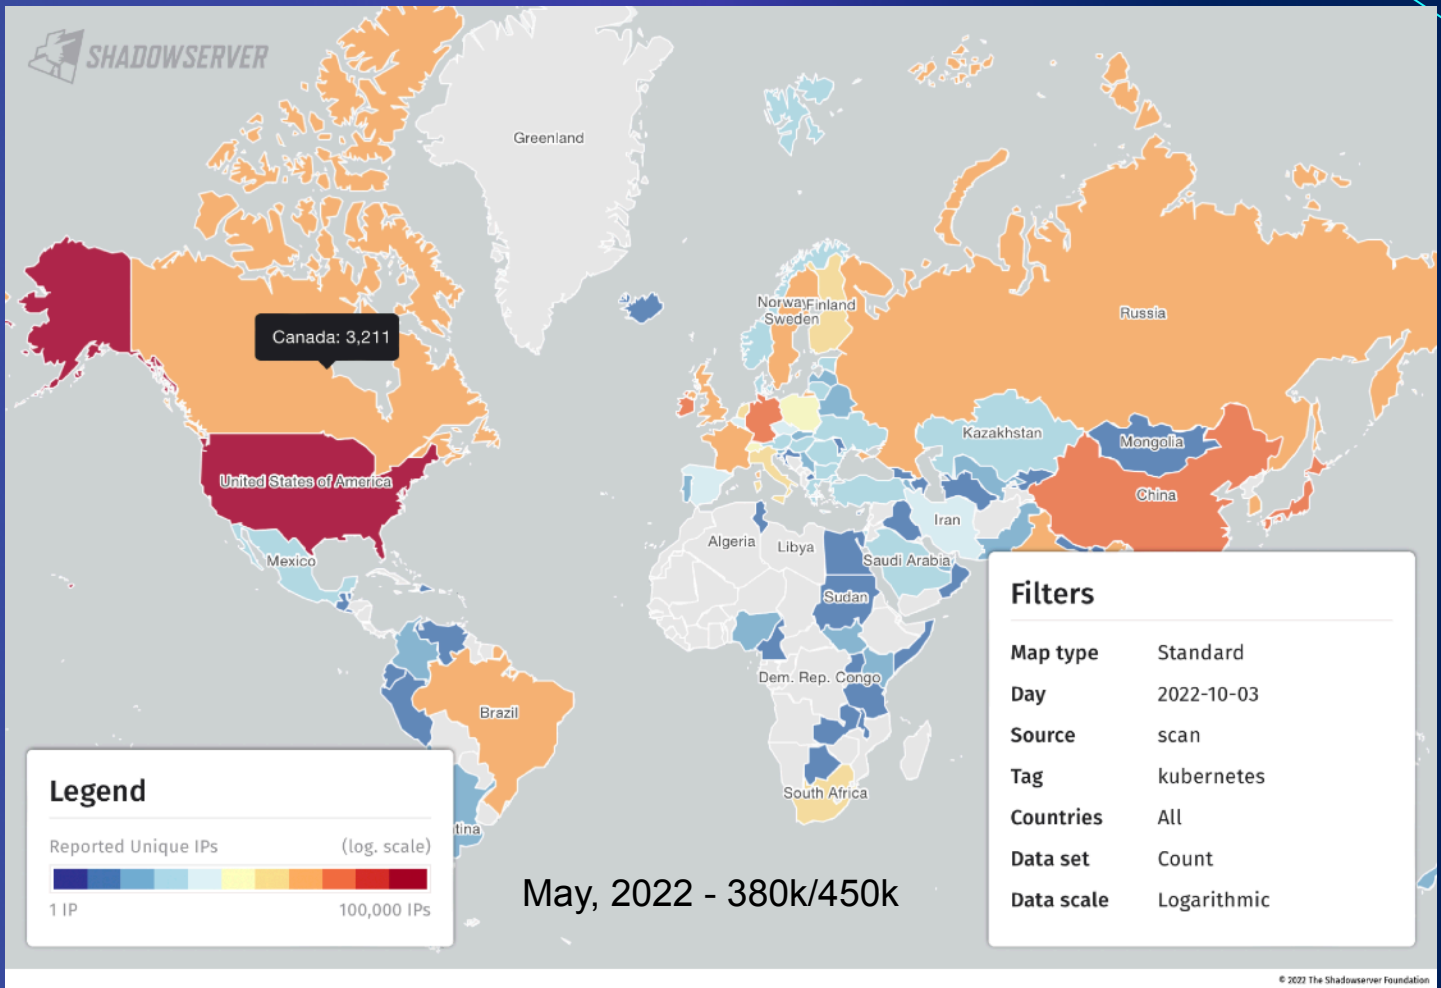 SHADOWSERVER
Greenland
Norway
Finland
Sweden
Russia
Canada: 3,211
Kazakhstan
Mongolia
United States of America
China
Iran
Algeria
Libya
Mexico
Saudi Arabia
Sudan
Dem. Rep. Congo
Brazil
South Africa
tina
Legend
Reported Unique IPs (log. scale)
1 IP 100,000 IPs
May, 2022 - 380k/450k
Filters
Map type Standard
Day 2022-10-03
Source scan
Tag kubernetes
Countries All
Data set Count
Data scale Logarithmic
© 2022 The Shadowserver Foundation